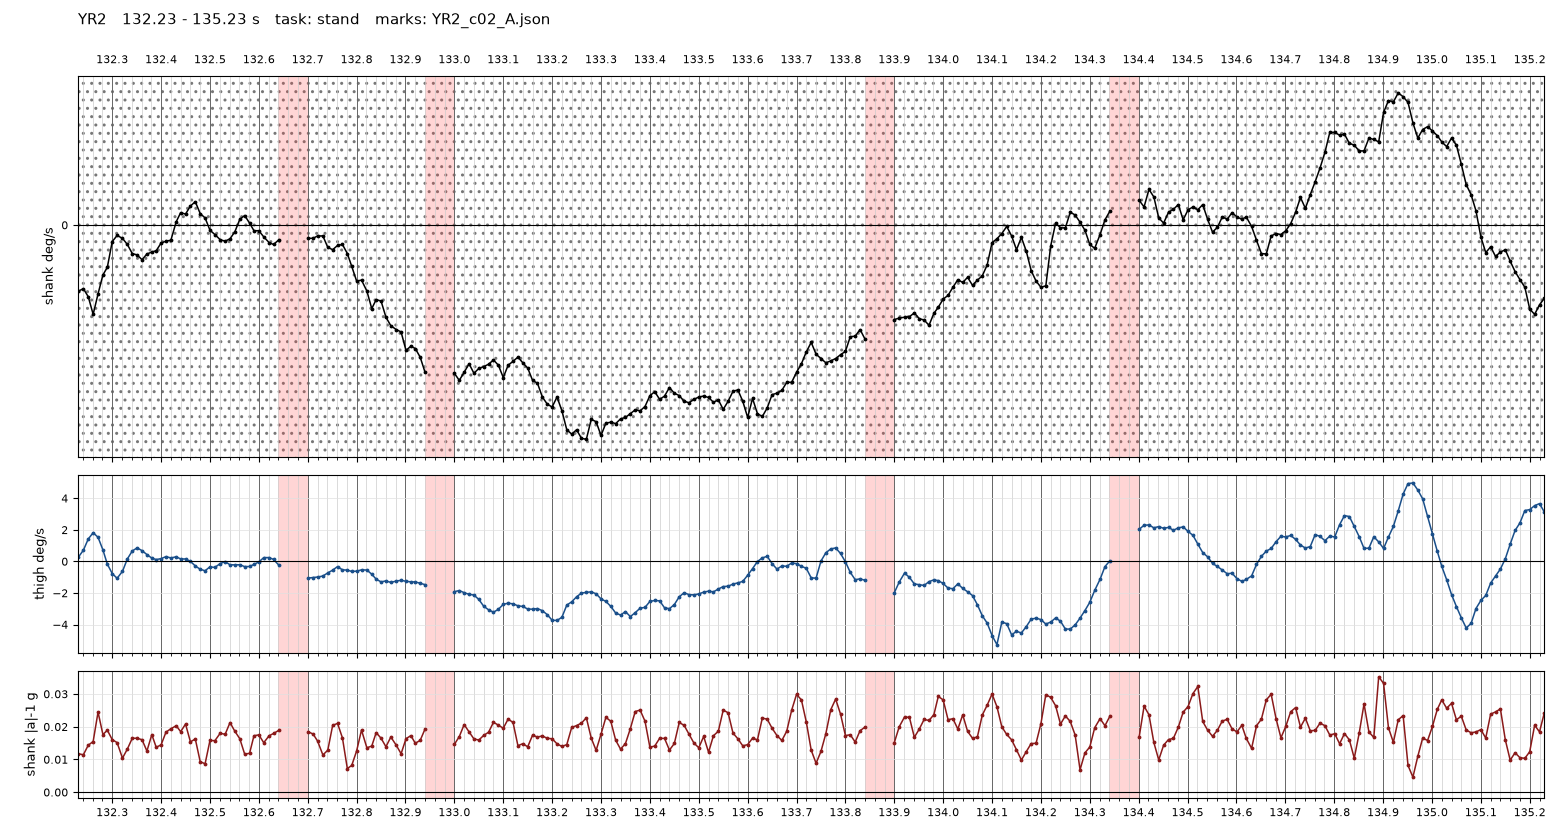 YR2 132.23 - 135.23 s task: stand marks: YR2_c02_A.json
132.3 132.4 132.5 132.6 132.7 132.8 132.9 133.0 133.1 133.2 133.3 133.4 133.5 133.6 133.7 133.8 133.9 134.0 134.1 134.2 134.3 134.4 134.5 134.6 134.7 134.8 134.9 135.0 135.1 135.2
shank deg/s
0
thigh deg/s
4
2
0
−2
−4
shank |a|-1 g
0.03
0.02
0.01
0.00
132.3 132.4 132.5 132.6 132.7 132.8 132.9 133.0 133.1 133.2 133.3 133.4 133.5 133.6 133.7 133.8 133.9 134.0 134.1 134.2 134.3 134.4 134.5 134.6 134.7 134.8 134.9 135.0 135.1 135.2